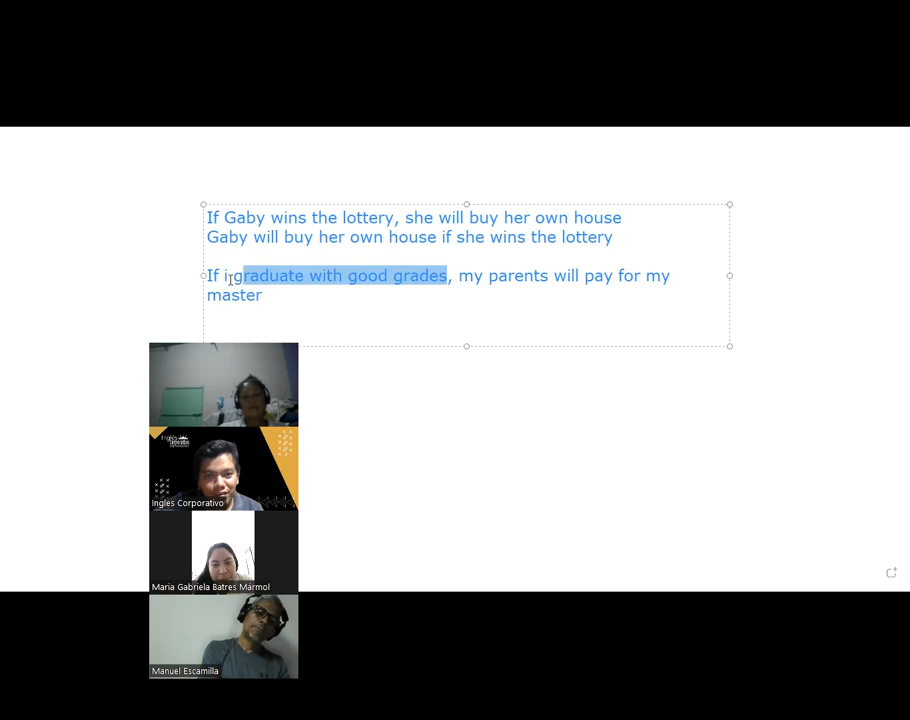 If Gaby wins the lottery, she will buy her own house
Gaby will buy her own house if she wins the lottery
If i graduate with good grades, my parents will pay for my
master
Ingles Corporativo
Maria Gabriela Batres Mármol
Manuel Escamilla